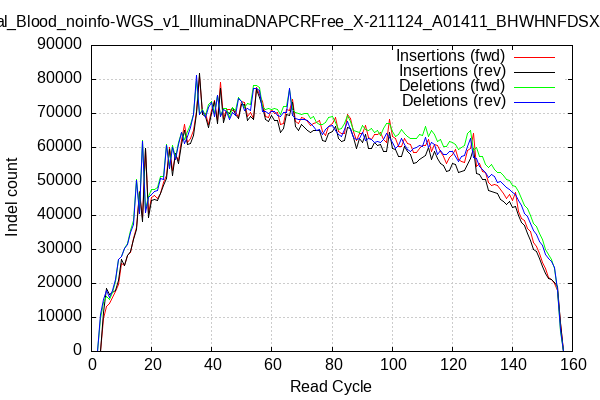 al_Blood_noinfo-WGS_v1_IlluminaDNAPCRFree_X-211124_A01411_BHWHNFDSX
90000
80000
70000
60000
50000
40000
30000
20000
10000
0
Indel count
Insertions (fwd)
Insertions (rev)
Deletions (fwd)
Deletions (rev)
0 20 40 60 80 100 120 140 160
Read Cycle